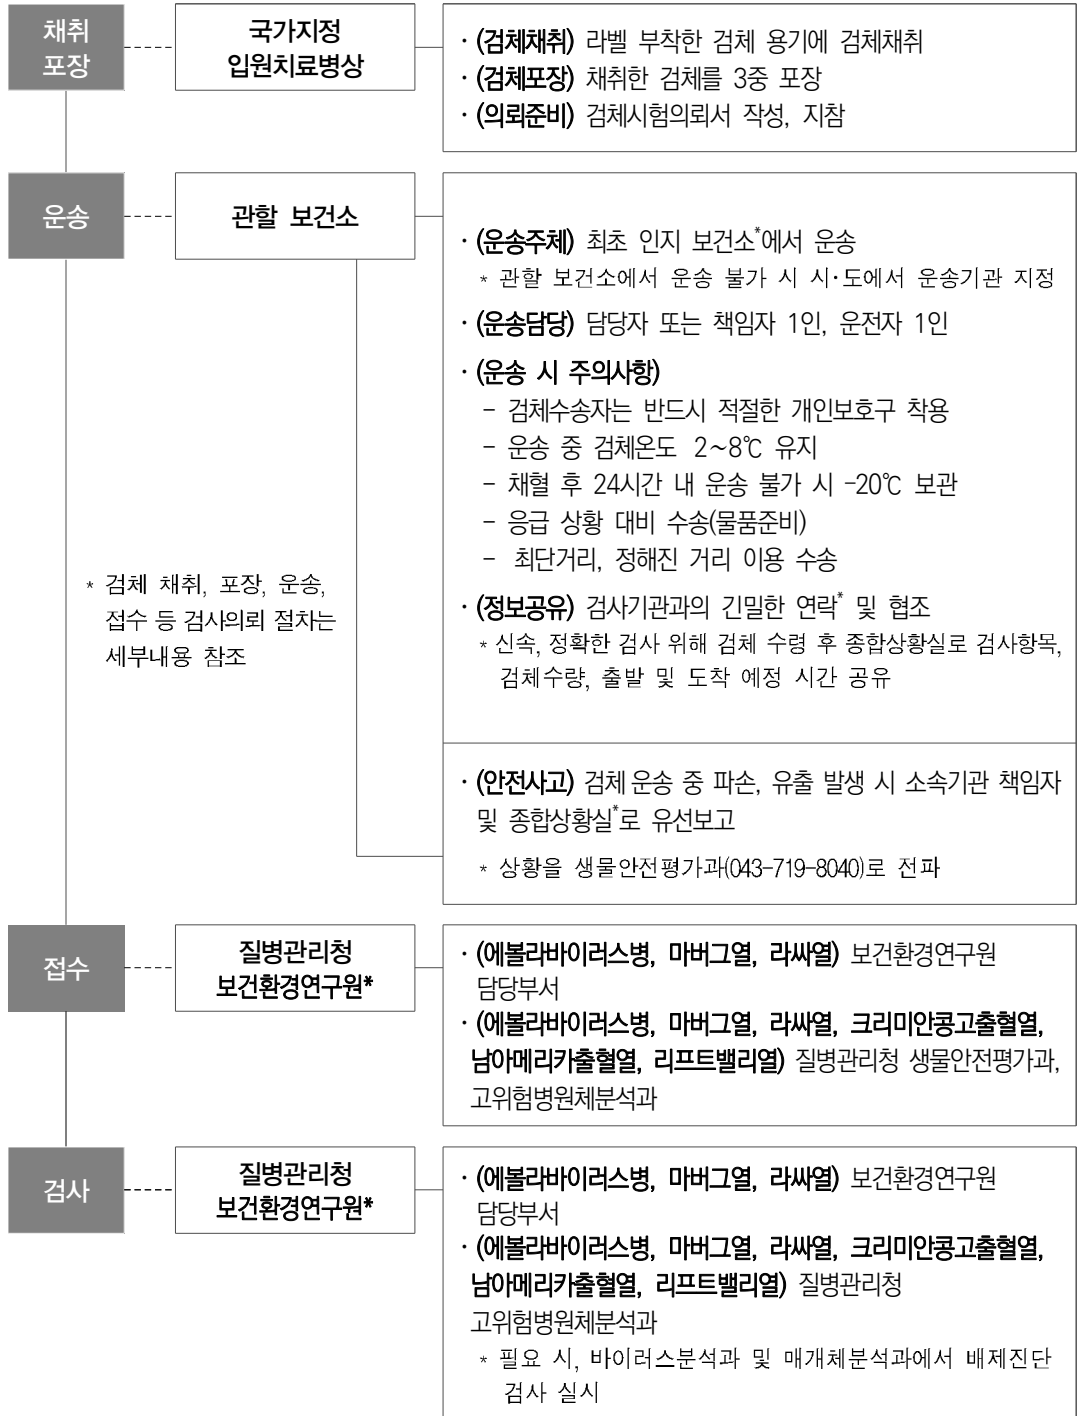 채취
포장
국가지정
입원치료병상
· (검체채취) 라벨 부착한 검체 용기에 검체채취
· (검체포장) 채취한 검체를 3중 포장
· (의뢰준비) 검체시험의뢰서 작성, 지참
운송
관할 보건소
· (운송주체) 최초 인지 보건소*에서 운송
* 관할 보건소에서 운송 불가 시 시·도에서 운송기관 지정
· (운송담당) 담당자 또는 책임자 1인, 운전자 1인
· (운송 시 주의사항)
- 검체수송자는 반드시 적절한 개인보호구 착용
- 운송 중 검체온도 2~8℃ 유지
- 채혈 후 24시간 내 운송 불가 시 -20℃ 보관
- 응급 상황 대비 수송(물품준비)
- 최단거리, 정해진 거리 이용 수송
· (정보공유) 검사기관과의 긴밀한 연락* 및 협조
* 신속, 정확한 검사 위해 검체 수령 후 종합상황실로 검사항목,
검체수량, 출발 및 도착 예정 시간 공유
* 검체 채취, 포장, 운송,
접수 등 검사의뢰 절차는
세부내용 참조
· (안전사고) 검체 운송 중 파손, 유출 발생 시 소속기관 책임자
및 종합상황실*로 유선보고
* 상황을 생물안전평가과(043-719-8040)로 전파
접수
질병관리청
보건환경연구원*
· (에볼라바이러스병, 마버그열, 라싸열) 보건환경연구원
담당부서
· (에볼라바이러스병, 마버그열, 라싸열, 크리미안콩고출혈열,
남아메리카출혈열, 리프트밸리열) 질병관리청 생물안전평가과,
고위험병원체분석과
검사
질병관리청
보건환경연구원*
· (에볼라바이러스병, 마버그열, 라싸열) 보건환경연구원
담당부서
· (에볼라바이러스병, 마버그열, 라싸열, 크리미안콩고출혈열,
남아메리카출혈열, 리프트밸리열) 질병관리청
고위험병원체분석과
* 필요 시, 바이러스분석과 및 매개체분석과에서 배제진단
검사 실시